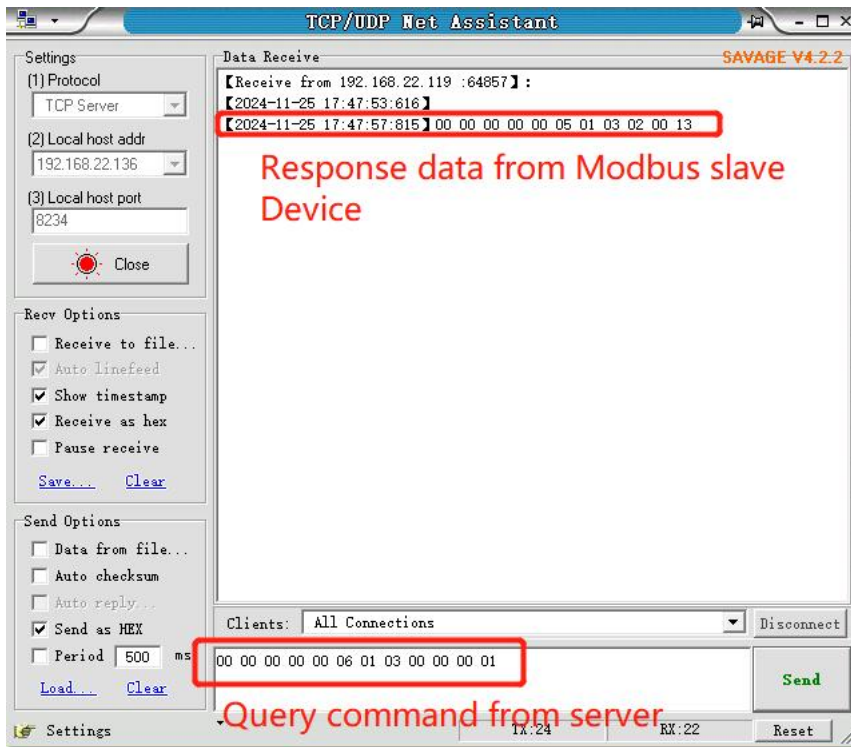 TCP/UDP Net Assistant
Settings
(1) Protocol
TCP Server
(2) Local host addr
192.168.22.136
(3) Local host port
8234
Close
Recv Options
Receive to file...
Auto linefeed
Show timestamp
Receive as hex
Pause receive
Save... Clear
Send Options
Data from file...
Auto checksum
Auto reply...
Send as HEX
Period 500 ms
Load... Clear
Data Receive
SAVAGE V4.2.2
【Receive from 192.168.22.119 :64857】:
【2024-11-25 17:47:53:616】
【2024-11-25 17:47:57:815】00 00 00 00 00 05 01 03 02 00 13
Response data from Modbus slave
Device
Clients: All Connections Disconnect
00 00 00 00 00 06 01 03 00 00 00 01
Send
Query command from server
Settings TX:24 RX:22 Reset